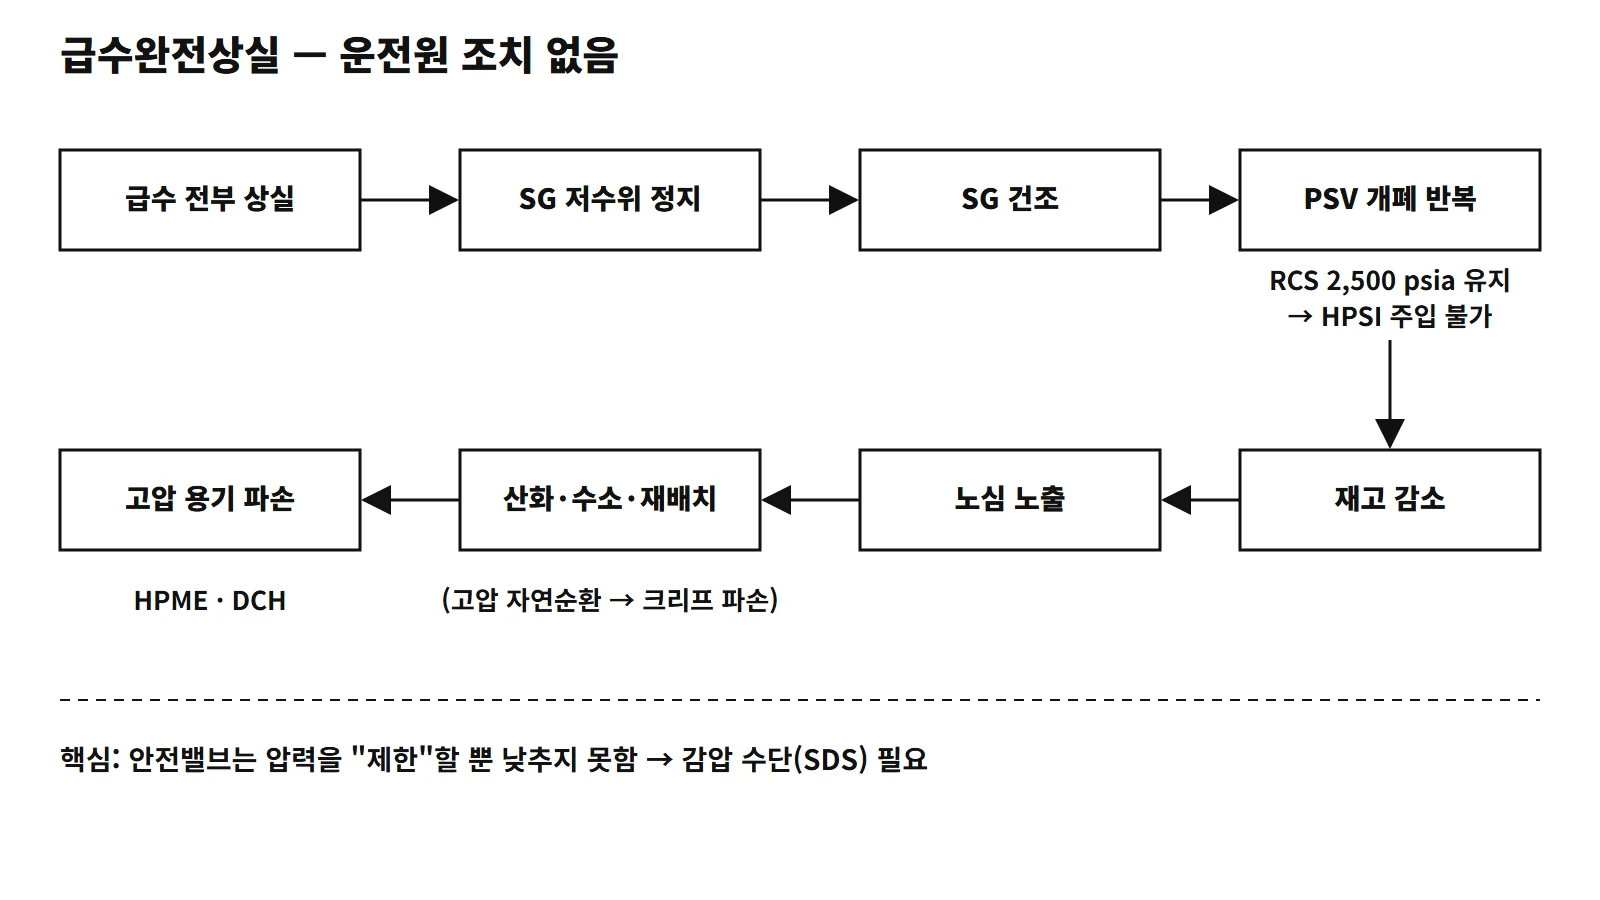 급수완전상실 — 운전원 조치 없음
급수 전부 상실
SG 저수위 정지
SG 건조
PSV 개폐 반복
RCS 2,500 psia 유지
→ HPSI 주입 불가
고압 용기 파손
산화·수소·재배치
노심 노출
재고 감소
HPME · DCH
(고압 자연순환 → 크리프 파손)
핵심: 안전밸브는 압력을 "제한"할 뿐 낮추지 못함 → 감압 수단(SDS) 필요